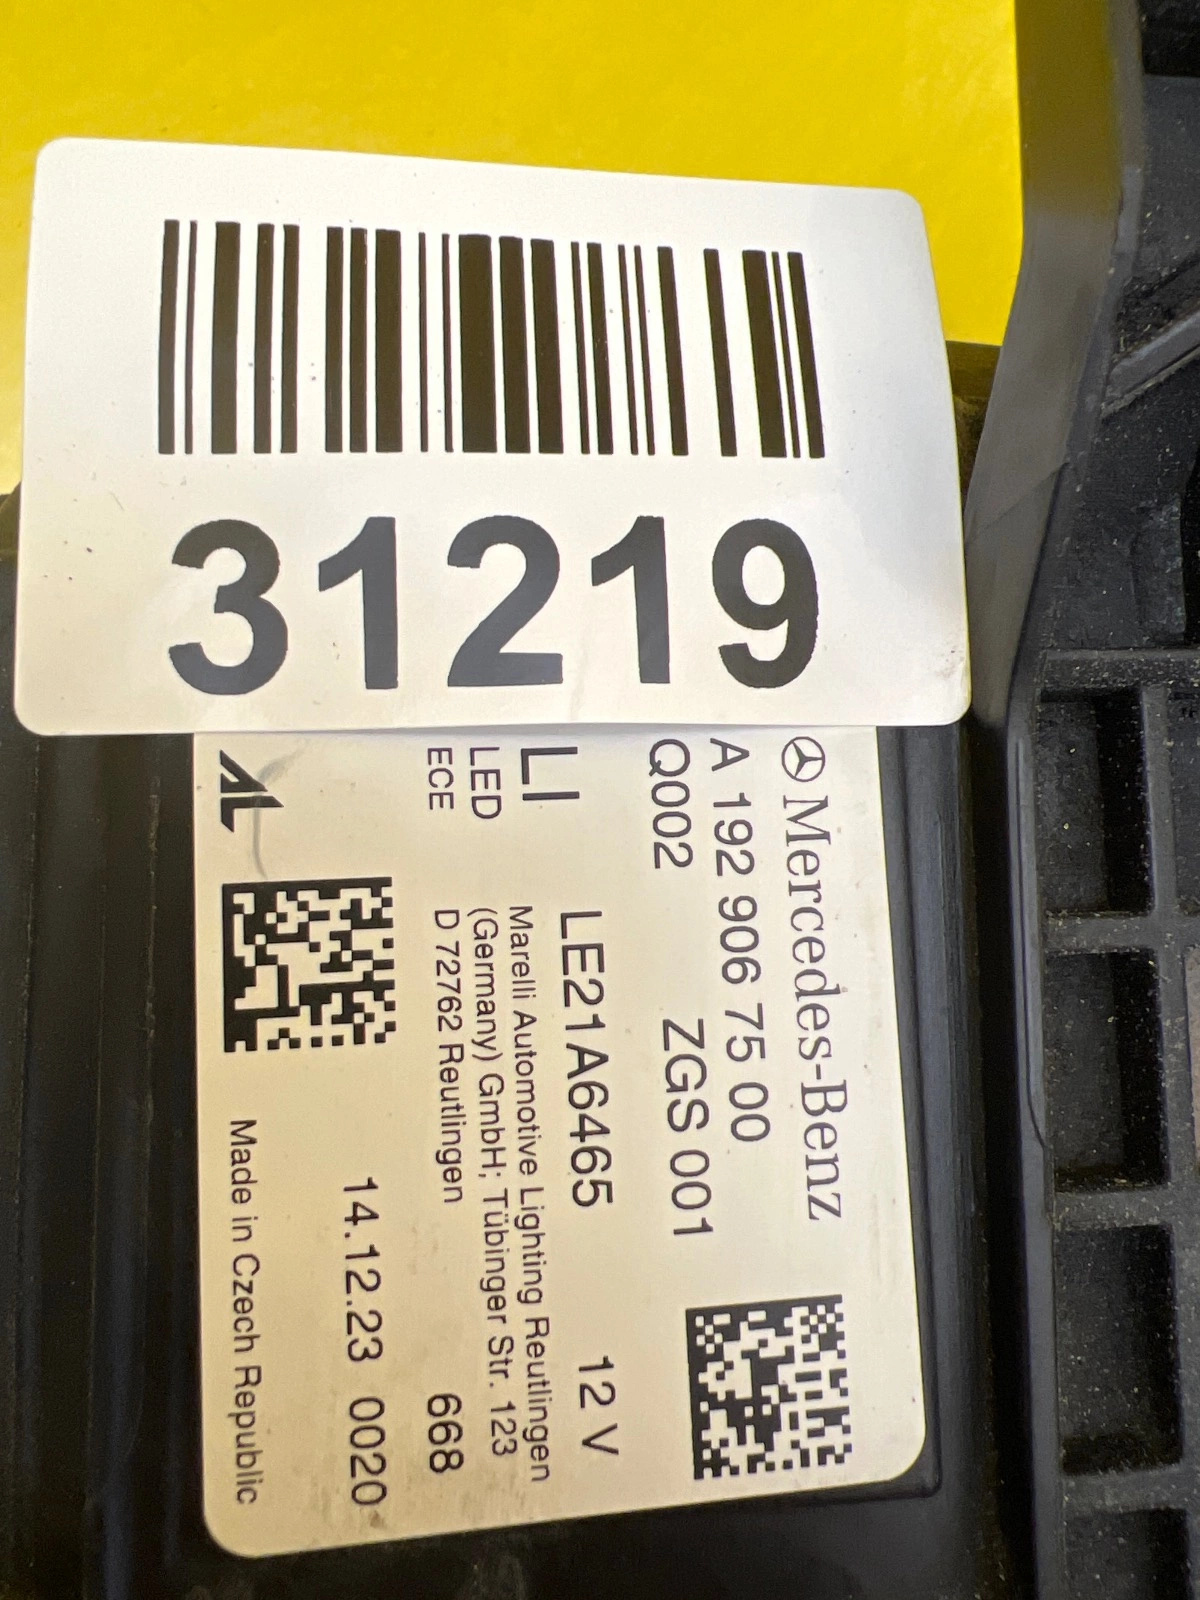 31219
Mercedes-Benz
A 192 906 75 00
Q002 ZGS 001
LI LE21A6465 12 V
LED Marelli Automotive Lighting Reutlingen
(Germany) GmbH; Tübinger Str. 123
ECE D 72762 Reutlingen 668
14.12.23 0020
AL Made in Czech Republic